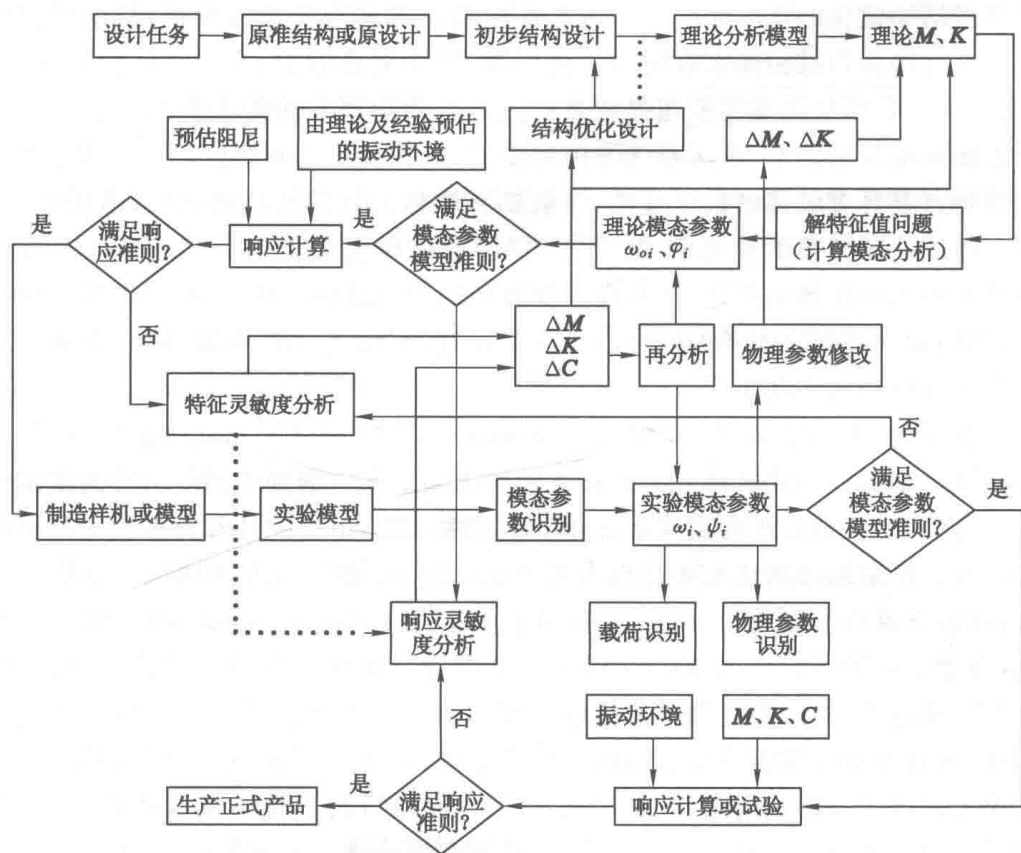 设计任务
原准结构或原设计
初步结构设计
理论分析模型
理论M、K
预估阻尼
由理论及经验预估
的振动环境
结构优化设计
ΔM、ΔK
是
满足响
应准则?
响应计算
是
满足
模态参数
模型准则?
理论模态参数
ω₀ᵢ、φᵢ
解特征值问题
(计算模态分析)
否
ΔM
ΔK
ΔC
再分析
物理参数修改
特征灵敏度分析
否
制造样机或模型
实验模型
模态参
数识别
实验模态参数
ωᵢ、ψᵢ
满足
模态参数
模型准则?
是
响应灵敏
度分析
载荷识别
物理参数
识别
否
振动环境
M、K、C
是
生产正式产品
满足响应
准则?
响应计算或试验